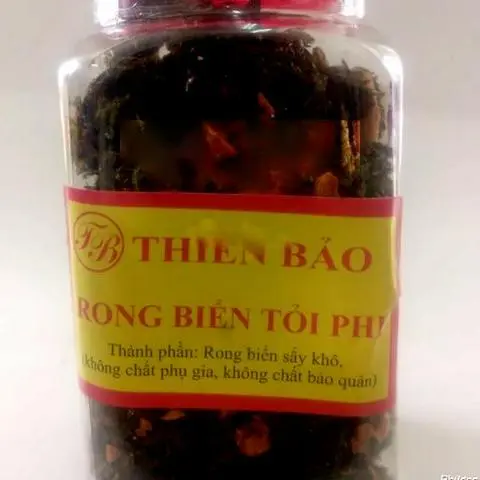 TB THIÊN BẢO
RONG BIỂN TỎI PHI
Thành phần: Rong biển sấy khô,
(không chất phụ gia, không chất bảo quản)